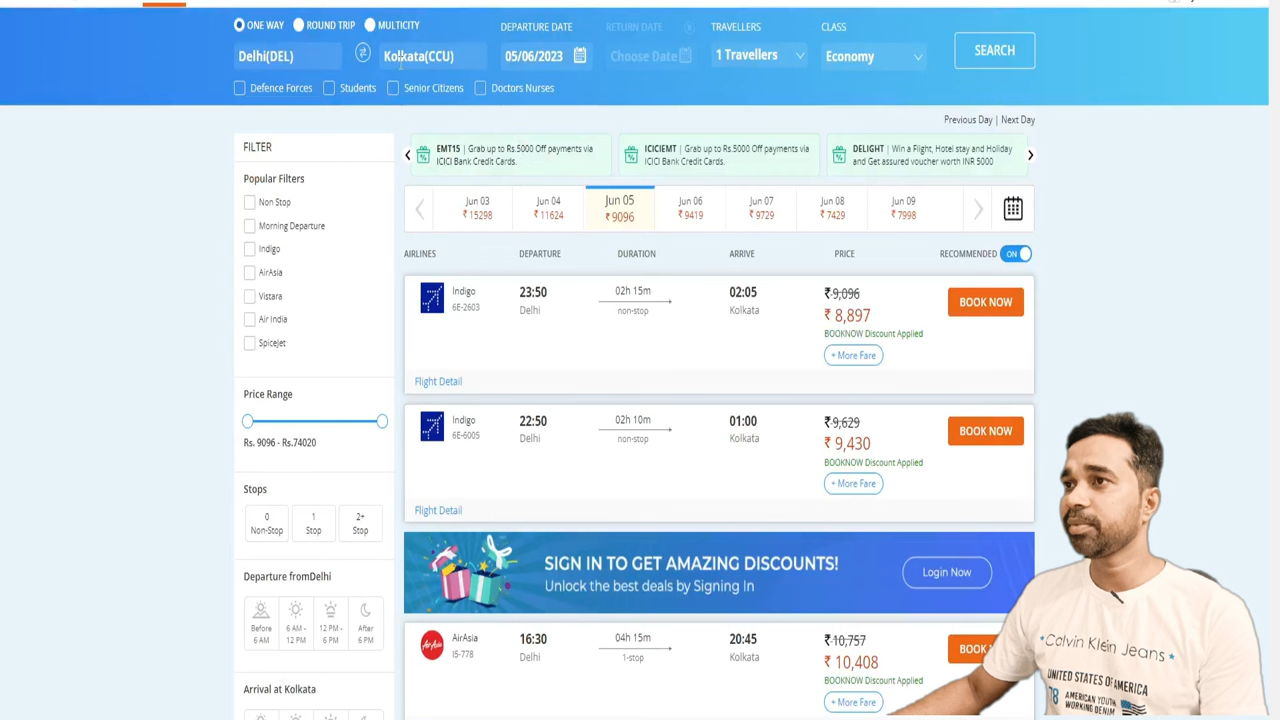 ONE WAY ROUND TRIP MULTICITY DEPARTURE DATE RETURN DATE TRAVELLERS CLASS
Delhi(DEL) Kolkata(CCU) 05/06/2023 Choose Date 1 Travellers Economy SEARCH
Defence Forces Students Senior Citizens Doctors Nurses
Previous Day | Next Day
FILTER
Popular Filters
Non Stop
Morning Departure
Indigo
AirAsia
Vistara
Air India
SpiceJet
Price Range
Rs. 9096 - Rs.74020
Stops
0 1 2+
Non-Stop Stop Stop
Departure fromDelhi
Before 6 AM - 12 PM - After
6 AM 12 PM 6 PM 6 PM
Arrival at Kolkata
EMT15 | Grab up to Rs.5000 Off payments via
ICICI Bank Credit Cards.
ICICIEMT | Grab up to Rs.5000 Off payments via
ICICI Bank Credit Cards.
DELIGHT | Win a Flight, Hotel stay and Holiday
and Get assured voucher worth INR 5000
Jun 03 Jun 04 Jun 05 Jun 06 Jun 07 Jun 08 Jun 09
₹ 15298 ₹ 11624 ₹ 9096 ₹ 9419 ₹ 9729 ₹ 7429 ₹ 7998
AIRLINES DEPARTURE DURATION ARRIVE PRICE RECOMMENDED ON
Indigo 23:50 02h 15m 02:05 ₹ 9,096 BOOK NOW
6E-2603 Delhi non-stop Kolkata ₹ 8,897
BOOKNOW Discount Applied
+ More Fare
Flight Detail
Indigo 22:50 02h 10m 01:00 ₹ 9,629 BOOK NOW
6E-6005 Delhi non-stop Kolkata ₹ 9,430
BOOKNOW Discount Applied
+ More Fare
Flight Detail
SIGN IN TO GET AMAZING DISCOUNTS!
Unlock the best deals by Signing In
Login Now
AirAsia AirAsia 16:30 04h 15m 20:45 ₹ 10,757 BOOK
I5-778 Delhi 1-stop Kolkata ₹ 10,408
BOOKNOW Discount Applied
+ More Fare
Calvin Klein Jeans
UNITED STATES OF AMERICA
78 AMERICAN YOUTH
WORKING DENIM